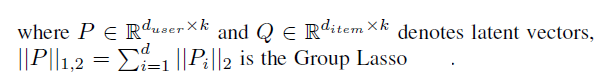 where P ∈ ℝ^{d_{user}×k} and Q ∈ ℝ^{d_{item}×k} denotes latent vectors,
||P||_{1,2} = ∑_{i=1}^{d} ||P_i||_2 is the Group Lasso .